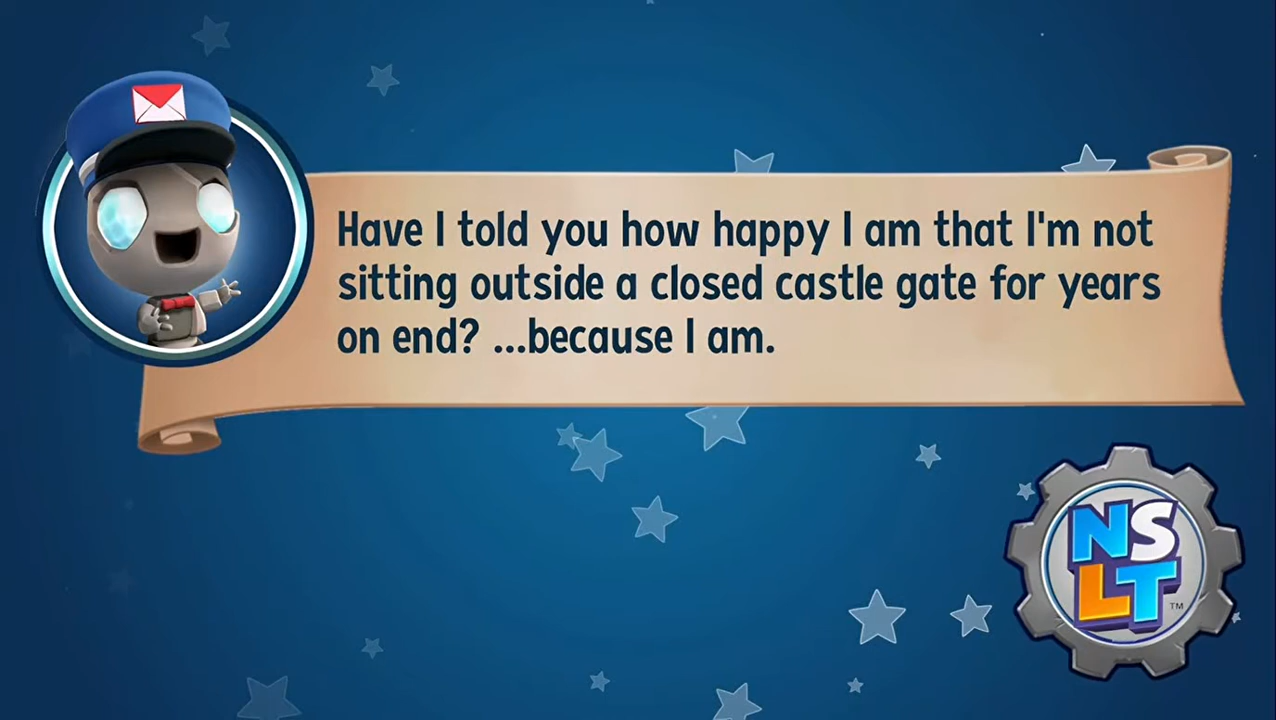 Have I told you how happy I am that I'm not
sitting outside a closed castle gate for years
on end? ...because I am.
NS
LT
TM